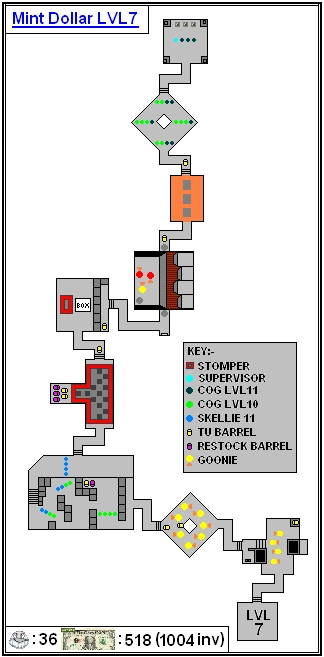 Mint Dollar LVL7
BOX
KEY:-
STOMPER
SUPERVISOR
COG LVL11
COG LVL10
SKELLIE 11
TU BARREL
RESTOCK BARREL
GOONIE
LVL
7
:36 :518 (1004 inv)